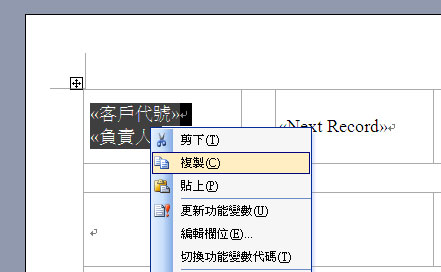 «客戶代號»
«負責人
«Next Record»
剪下(T)
複製(C)
貼上(P)
更新功能變數(U)
編輯欄位(E)...
切換功能變數代碼(T)